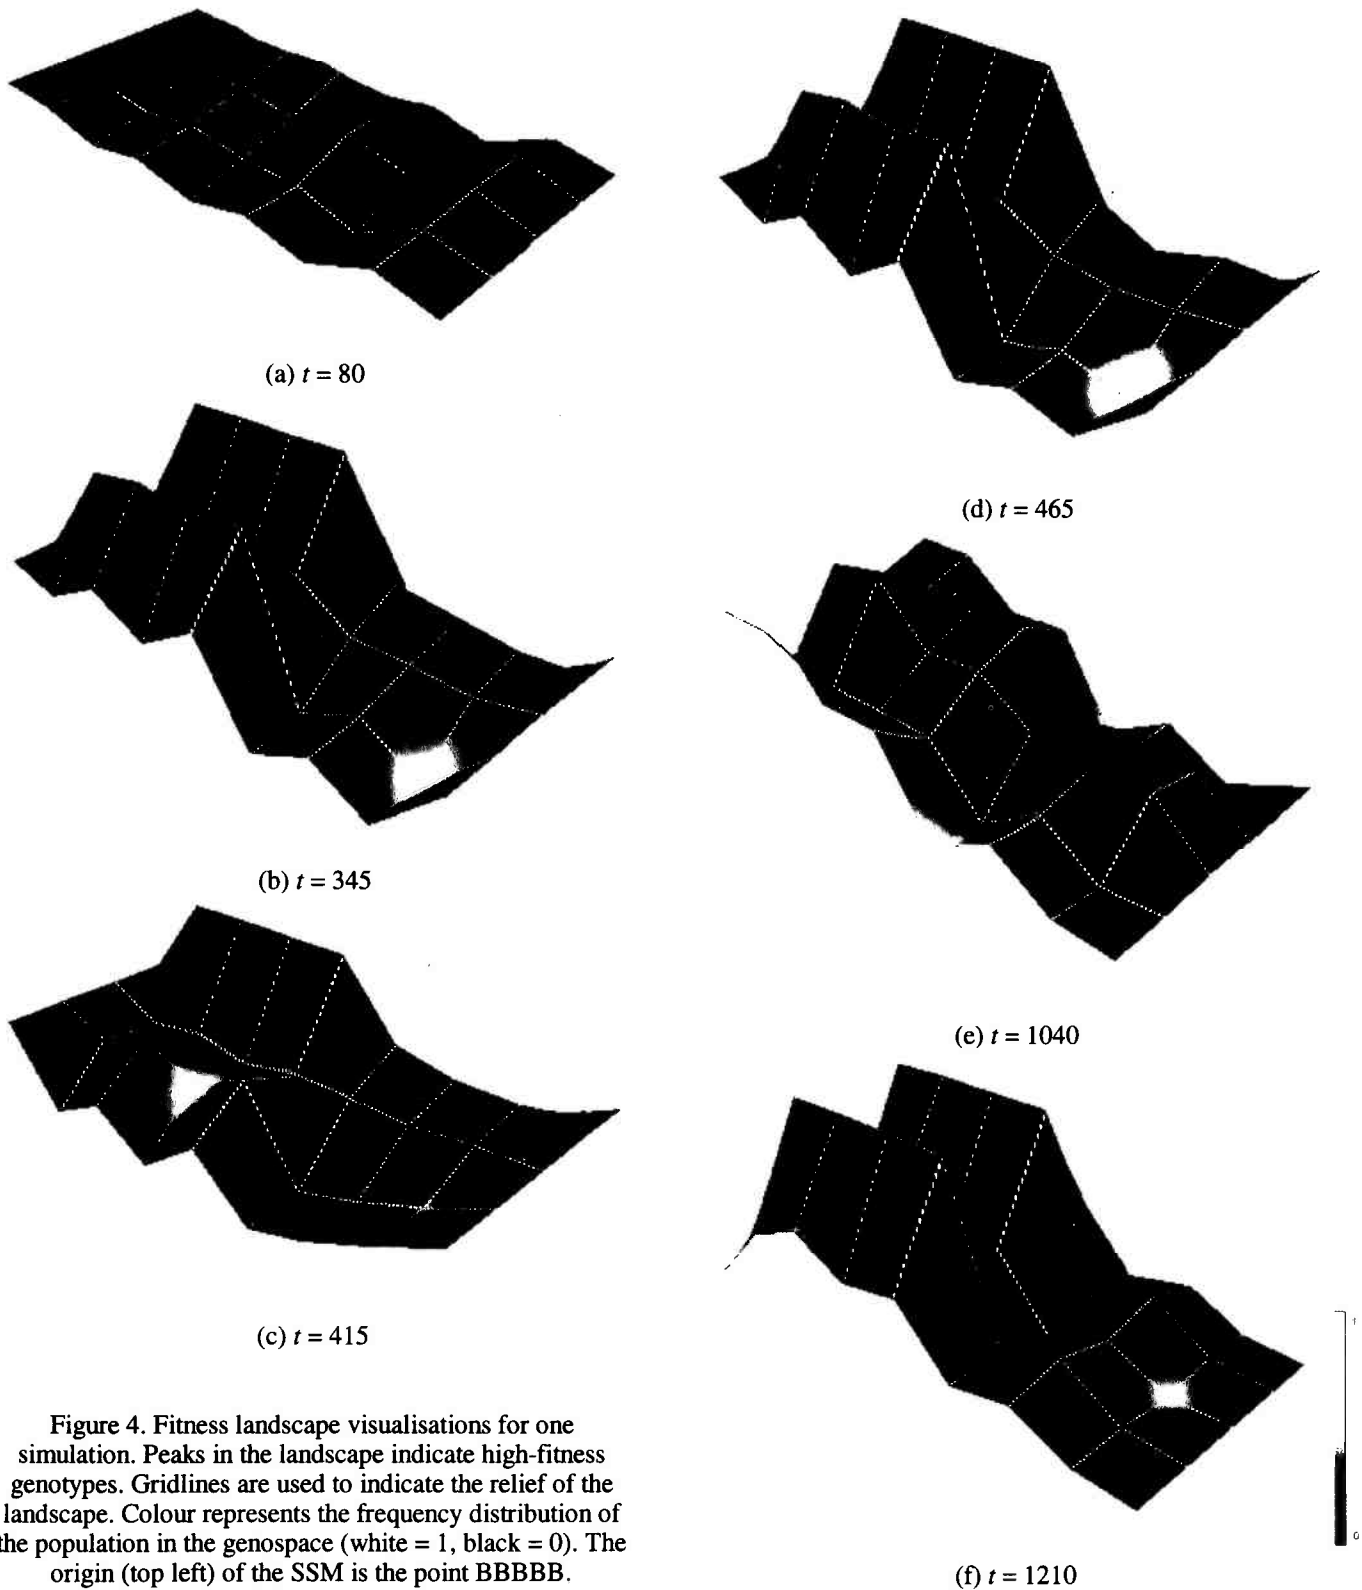 (a) t = 80
(b) t = 345
(c) t = 415
Figure 4. Fitness landscape visualisations for one
simulation. Peaks in the landscape indicate high-fitness
genotypes. Gridlines are used to indicate the relief of the
landscape. Colour represents the frequency distribution of
the population in the genospace (white = 1, black = 0). The
origin (top left) of the SSM is the point BBBBB.
(d) t = 465
(e) t = 1040
(f) t = 1210
1
0